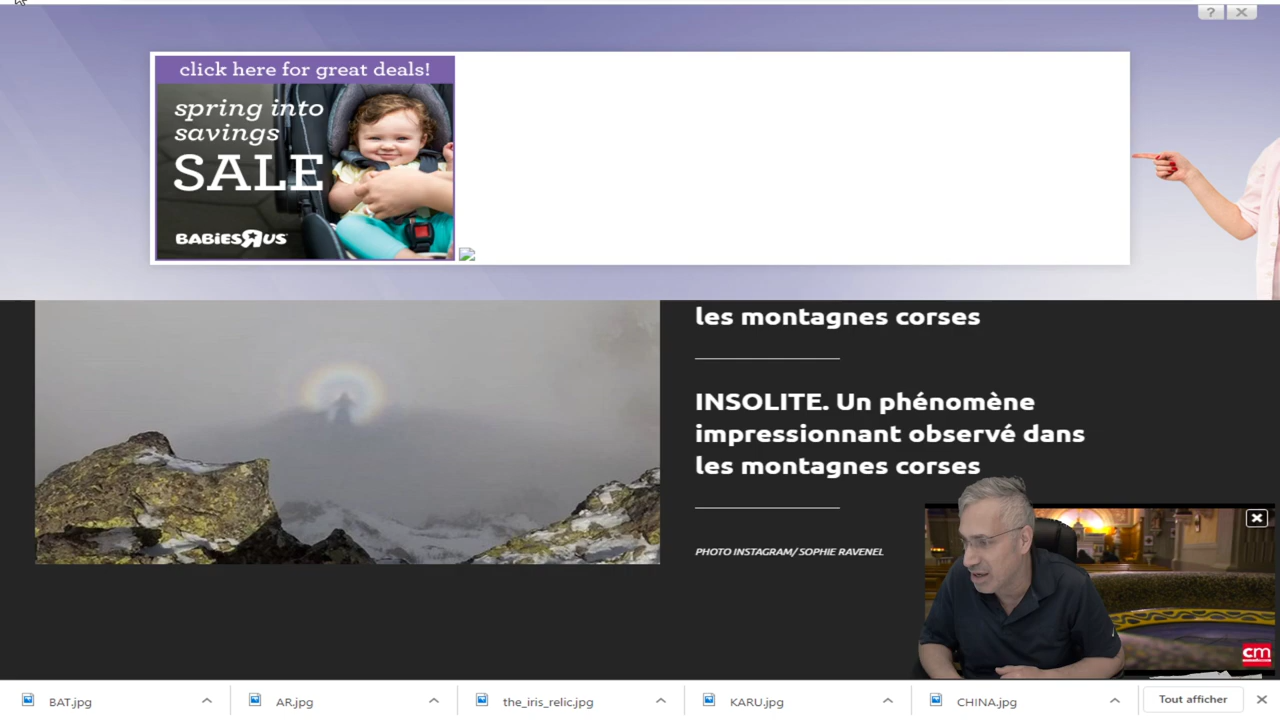 ?
click here for great deals!
spring into
savings
SALE
BABIESRUS
les montagnes corses
INSOLITE. Un phénomène
impressionnant observé dans
les montagnes corses
PHOTO INSTAGRAM/ SOPHIE RAVENEL
cm
BAT.jpg
AR.jpg
the_iris_relic.jpg
KARU.jpg
CHINA.jpg
Tout afficher